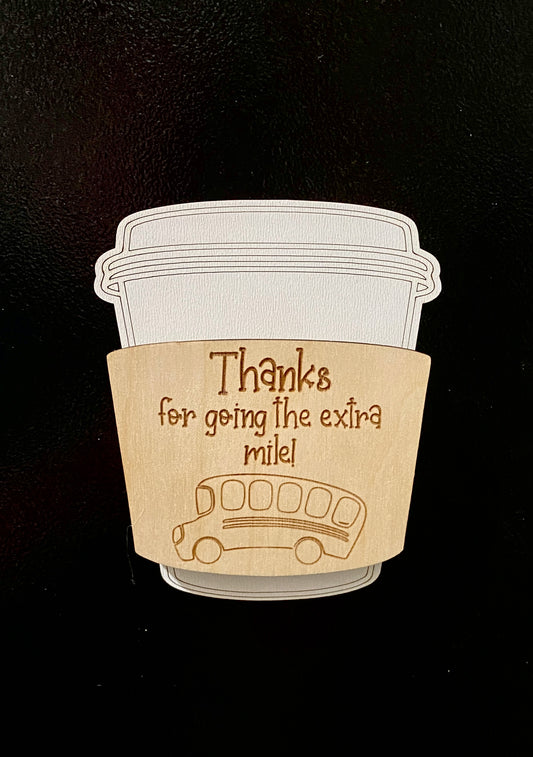 Thanks
for going the extra
mile!